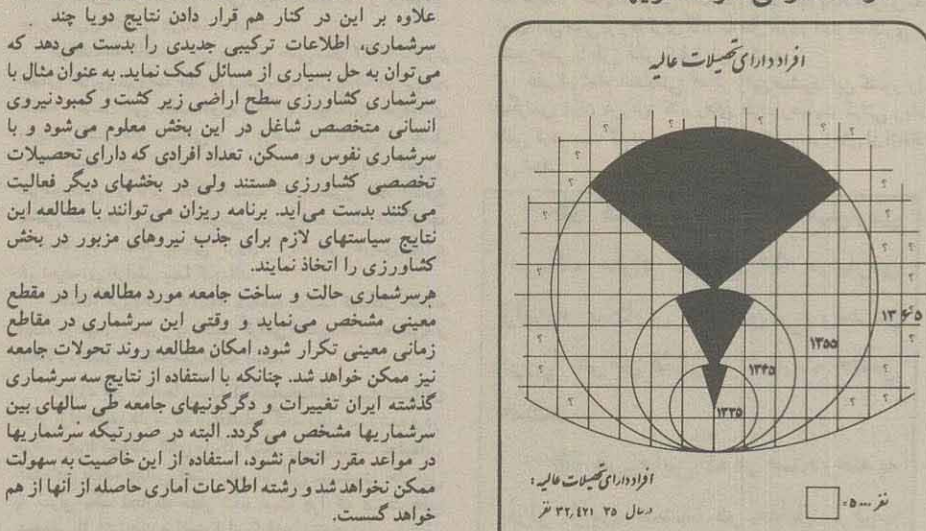 علاوه بر این در کنار هم قرار دادن نتایج دویا چند
سرشماری، اطلاعات ترکیبی جدیدی را بدست می‌دهد که
می‌توان به حل بسیاری از مسائل کمک نماید. به عنوان مثال با
سرشماری کشاورزی سطح اراضی زیر کشت و کمبود نیروی
انسانی متخصص شاغل در این بخش معلوم می‌شود و با
سرشماری نفوس و مسکن، تعداد افرادی که دارای تحصیلات
تخصصی کشاورزی هستند ولی در بخشهای دیگر فعالیت
می‌کنند بدست می‌آید. برنامه ریزان می‌توانند با مطالعه این
نتایج سیاستهای لازم برای جذب نیروهای مزبور در بخش
کشاورزی را اتخاذ نمایند.
هرسرشماری حالت و ساخت جامعه مورد مطالعه را در مقطع
معینی مشخص می‌نماید و وقتی این سرشماری در مقاطع
زمانی معینی تکرار شود، امکان مطالعه روند تحولات جامعه
نیز ممکن خواهد شد. چنانکه با استفاده از نتایج سه سرشماری
گذشته ایران تغییرات و دگرگونیهای جامعه طی سالهای بین
سرشماریها مشخص می‌گردد. البته در صورتیکه سرشماریها
در مواعد مقرر انجام نشود، استفاده از این خاصیت به سهولت
ممکن نخواهد شد و رشته اطلاعات آماری حاصله از آنها از هم
خواهد گسست.
افراد دارای تحصیلات عالیه
۱۳۶۵
۱۳۵۵
۱۳۴۵
۱۳۳۵
افراد دارای تحصیلات عالیه:
درسال ۳۵ ۳۲,۴۲۱ نفر
نفر ۵۰۰۰ =